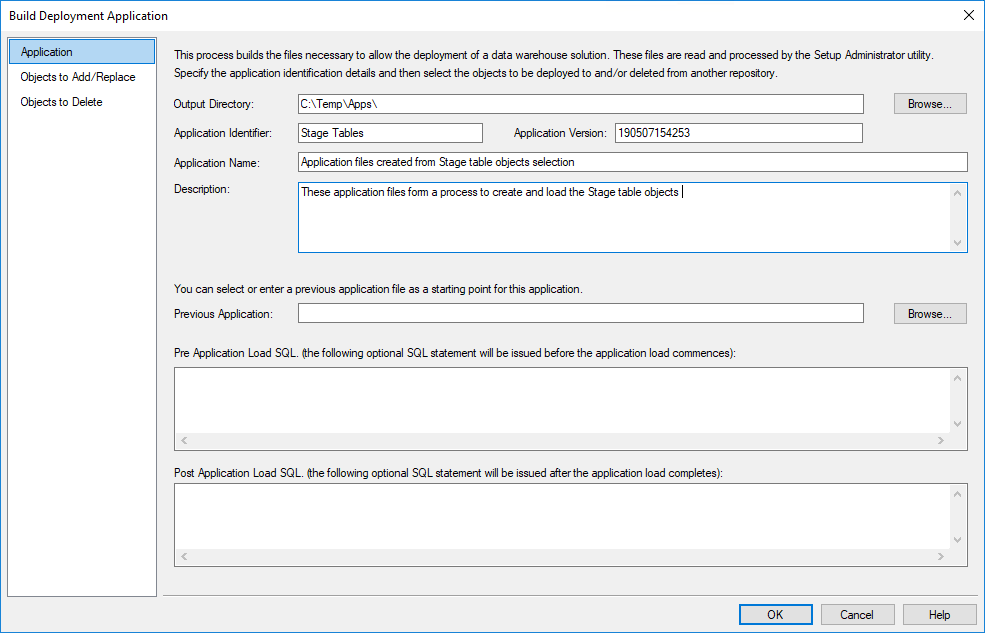 Build Deployment Application
Application
Objects to Add/Replace
Objects to Delete
This process builds the files necessary to allow the deployment of a data warehouse solution. These files are read and processed by the Setup Administrator utility.
Specify the application identification details and then select the objects to be deployed to and/or deleted from another repository.
Output Directory: C:\Temp\Apps\ Browse...
Application Identifier: Stage Tables Application Version: 190507154253
Application Name: Application files created from Stage table objects selection
Description: These application files form a process to create and load the Stage table objects
You can select or enter a previous application file as a starting point for this application.
Previous Application: Browse...
Pre Application Load SQL. (the following optional SQL statement will be issued before the application load commences):
Post Application Load SQL. (the following optional SQL statement will be issued after the application load completes):
OK Cancel Help